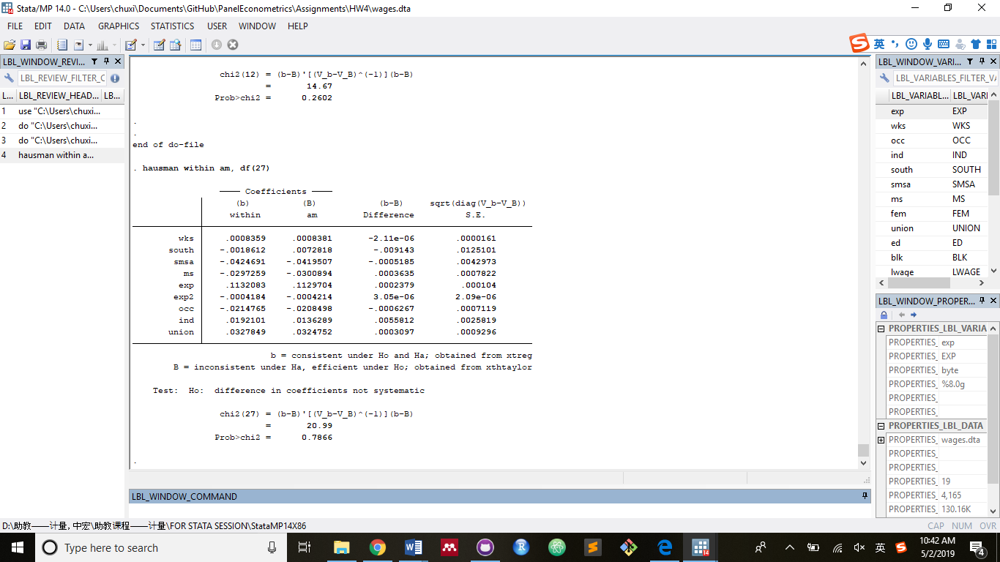 Stata/MP 14.0 - C:\Users\chuxi\Documents\GitHub\PanelEconometrics\Assignments\HW4\wages.dta
FILE EDIT DATA GRAPHICS STATISTICS USER WINDOW HELP
英
LBL_WINDOW_REVI...
LBL_REVIEW_FILTER_C
L... LBL_REVIEW_HEAD... LB...
1 use "C:\Users\chuxi...
2 do "C:\Users\chuxi...
3 do "C:\Users\chuxi...
4 hausman within a...
chi2(12) = (b-B)'[(V_b-V_B)^(-1)](b-B)
= 14.67
Prob>chi2 = 0.2602
.
.
end of do-file
. hausman within am, df(27)
Coefficients
(b) (B) (b-B) sqrt(diag(V_b-V_B))
within am Difference S.E.
wks .0008359 .0008381 -2.11e-06 .0000161
south -.0018612 .0072818 -.009143 .0125101
smsa -.0424691 -.0419507 -.0005185 .0042973
ms -.0297259 -.0300894 .0003635 .0007822
exp .1132083 .1129704 .0002379 .000104
exp2 -.0004184 -.0004214 3.05e-06 2.09e-06
occ -.0214765 -.0208498 -.0006267 .0007119
ind .0192101 .0136289 .0055812 .0025819
union .0327849 .0324752 .0003097 .0009296
b = consistent under Ho and Ha; obtained from xtreg
B = inconsistent under Ha, efficient under Ho; obtained from xthtaylor
Test: Ho: difference in coefficients not systematic
chi2(27) = (b-B)'[(V_b-V_B)^(-1)](b-B)
= 20.99
Prob>chi2 = 0.7866
.
LBL_WINDOW_COMMAND
LBL_WINDOW_VARI...
LBL_VARIABLES_FILTER_VA
LBL_VARIABL... LBL_VARI
exp EXP
wks WKS
occ OCC
ind IND
south SOUTH
smsa SMSA
ms MS
fem FEM
union UNION
ed ED
blk BLK
lwage LWAGE
LBL_WINDOW_PROPER...
PROPERTIES_LBL_VARIA
PROPERTIES_ exp
PROPERTIES_ EXP
PROPERTIES_ byte
PROPERTIES_ %8.0g
PROPERTIES_
PROPERTIES_
PROPERTIES_LBL_DATA
PROPERTIES_ wages.dta
PROPERTIES_
PROPERTIES_
PROPERTIES_ 19
PROPERTIES_ 4,165
PROPERTIES_ 130.16K
D:\助教——计量,中宏\助教课程——计量\FOR STATA SESSION\StataMP14X86
CAP NUM OVR
Type here to search
英
10:42 AM
5/2/2019
4